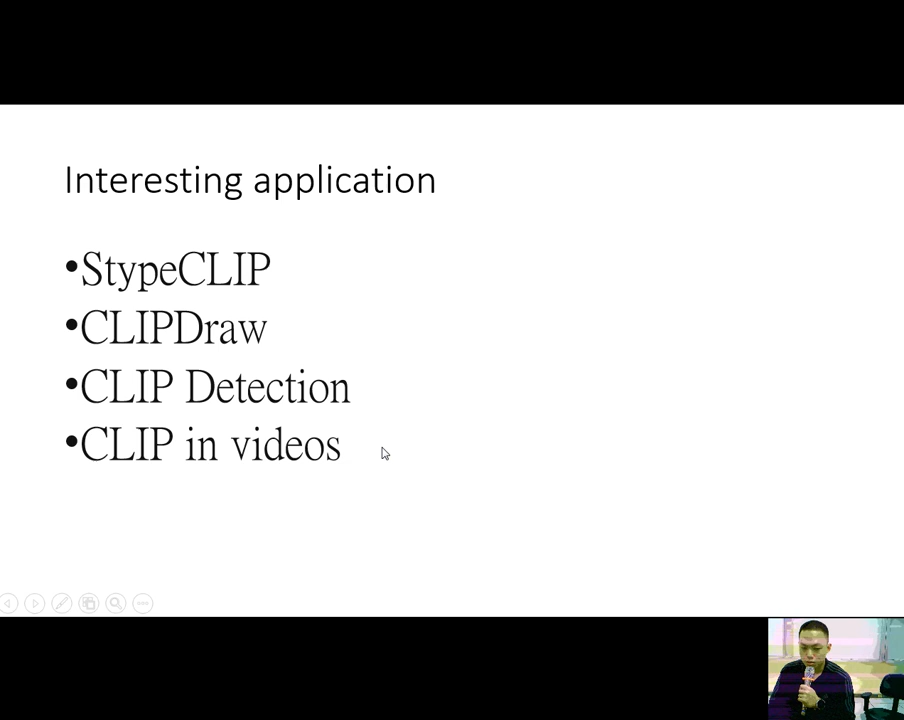 Interesting application
•StypeCLIP
•CLIPDraw
•CLIP Detection
•CLIP in videos